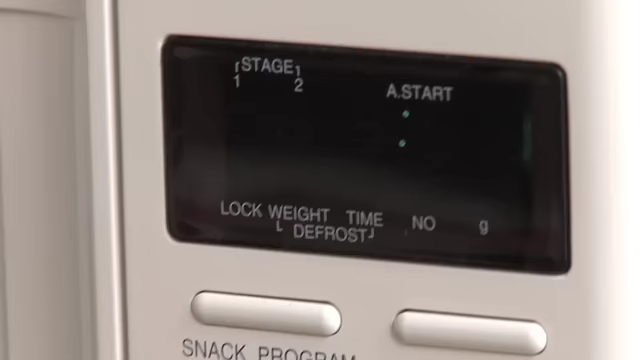 STAGE
1 2
A.START
LOCK WEIGHT TIME NO g
DEFROST
SNACK PROGRAM